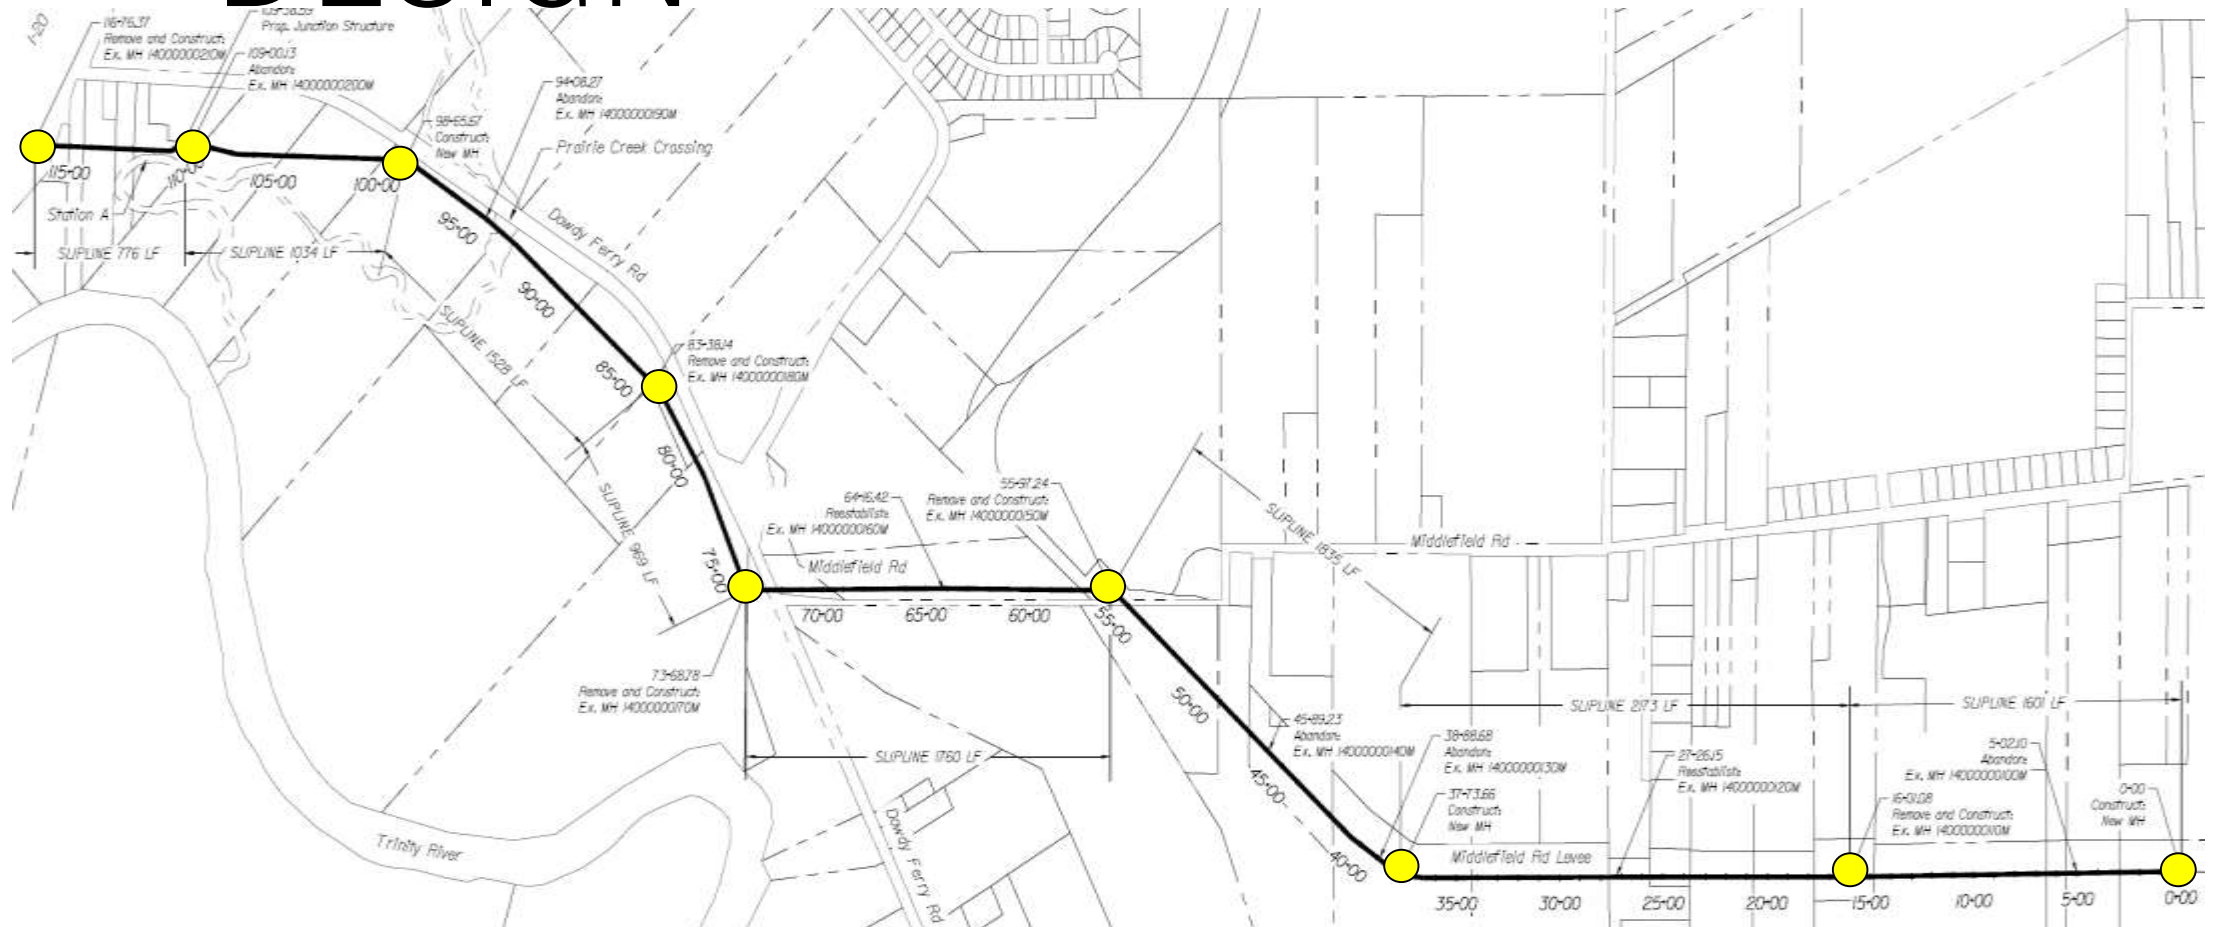 DESIGN
I-20
116+76.37
Remove and Construct:
Ex. MH 14000000210M
109+58.59
Prop. Junction Structure
109+00.13
Abandon:
Ex. MH 14000000200M
94+08.27
Abandon:
Ex. MH 14000000190M
98+65.67
Construct:
New MH
Prairie Creek Crossing
115+00
110+00
105+00
100+00
Station A
95+00
Dowdy Ferry Rd
SLIPLINE 776 LF
SLIPLINE 1034 LF
90+00
SLIPLINE 1528 LF
83+38.14
Remove and Construct:
Ex. MH 14000000180M
85+00
80+00
SLIPLINE 969 LF
75+00
64+16.42
Reestablish:
Ex. MH 14000000160M
55+97.24
Remove and Construct:
Ex. MH 14000000150M
SLIPLINE 1835 LF
Middlefield Rd
Middlefield Rd
70+00
65+00
60+00
55+00
73+68.78
Remove and Construct:
Ex. MH 14000000170M
50+00
SLIPLINE 1760 LF
SLIPLINE 2173 LF
SLIPLINE 1601 LF
45+89.23
Abandon:
Ex. MH 14000000140M
38+88.68
Abandon:
Ex. MH 14000000130M
27+26.15
Reestablish:
Ex. MH 14000000120M
5+02.10
Abandon:
Ex. MH 14000000100M
45+00
37+73.66
Construct:
New MH
16+01.08
Remove and Construct:
Ex. MH 14000000110M
0+00
Construct:
New MH
Trinity River
Dowdy Ferry Rd
40+00
Middlefield Rd Levee
35+00
30+00
25+00
20+00
15+00
10+00
5+00
0+00